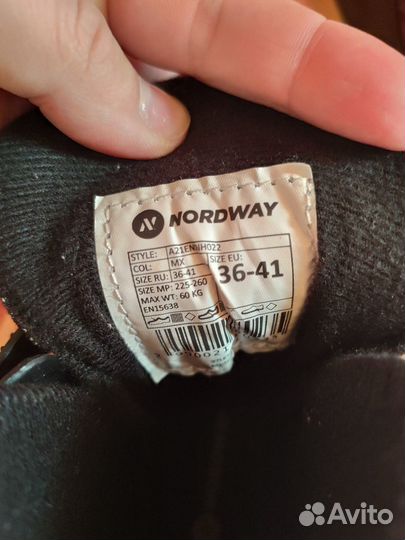 NORDWAY
STYLE: A21ENIIH022
COL: MX SIZE EU:
SIZE RU: 36-41 36-41
SIZE MP: 225-260
MAX WT: 60 KG
EN15638
Avito